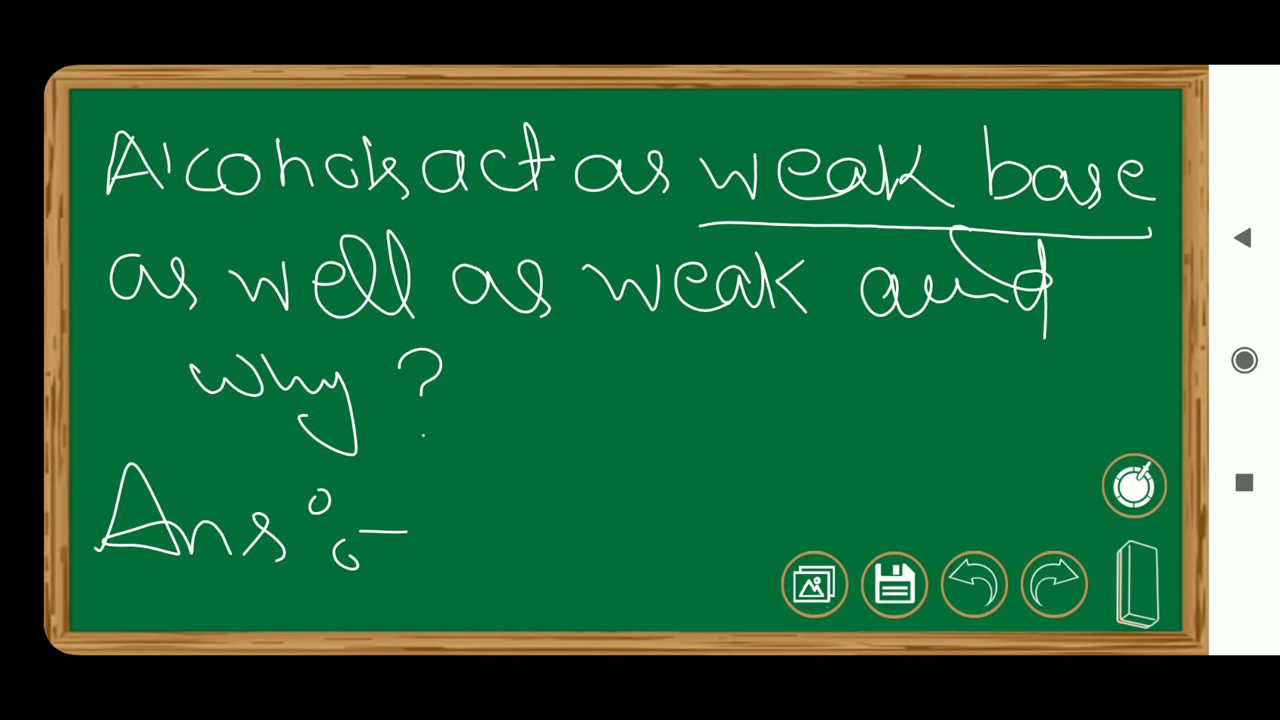 Alcohols act as weak base
as well as weak acid
why ?
Ans :-